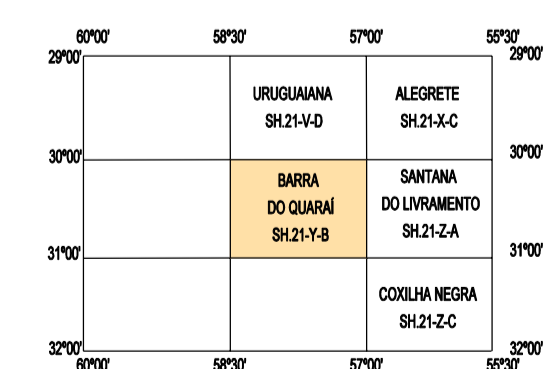 60°00' 58°30' 57°00' 55°30'
29°00' 29°00'
URUGUAIANA
SH.21-V-D
ALEGRETE
SH.21-X-C
30°00' 30°00'
BARRA
DO QUARAÍ
SH.21-Y-B
SANTANA
DO LIVRAMENTO
SH.21-Z-A
31°00' 31°00'
COXILHA NEGRA
SH.21-Z-C
32°00' 32°00'
60°00' 58°30' 57°00' 55°30'